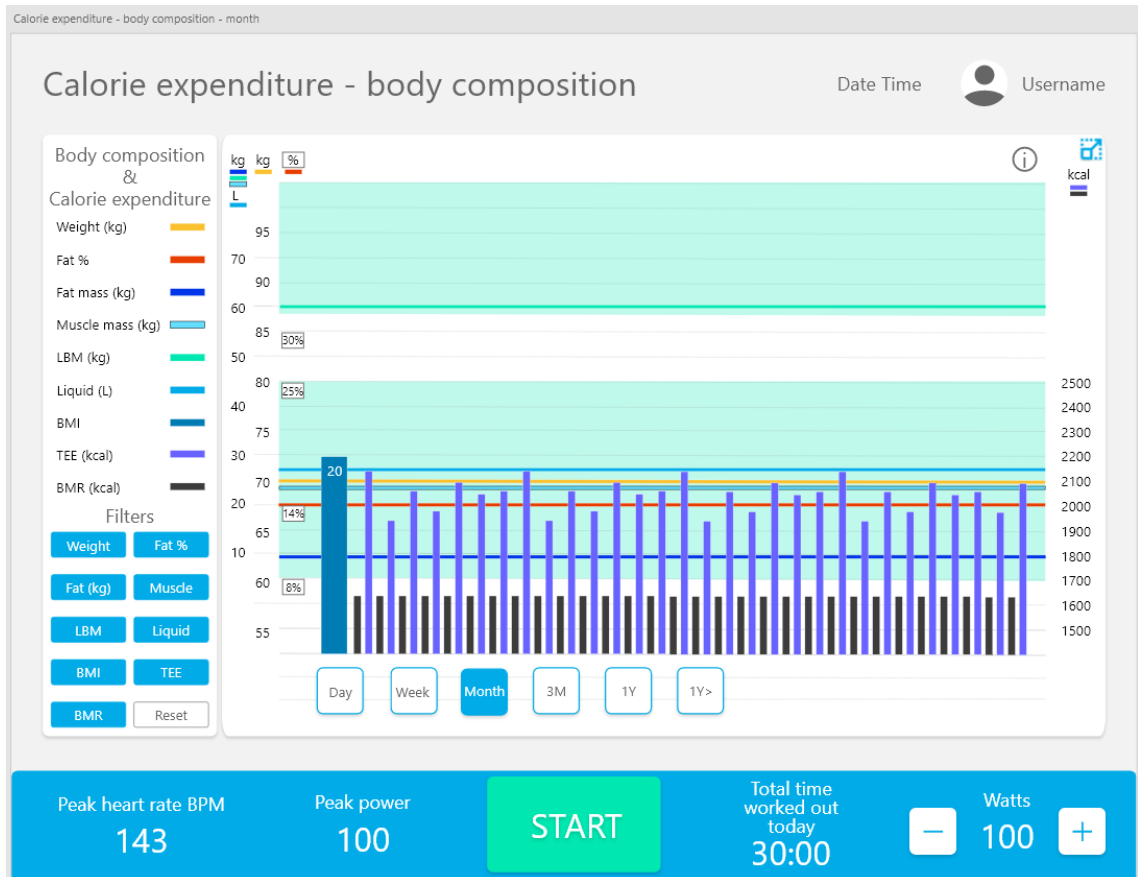 Calorie expenditure - body composition - month
Calorie expenditure - body composition
Date Time
Username
Body composition
&
Calorie expenditure
Weight (kg)
Fat %
Fat mass (kg)
Muscle mass (kg)
LBM (kg)
Liquid (L)
BMI
TEE (kcal)
BMR (kcal)
Filters
Weight Fat %
Fat (kg) Muscle
LBM Liquid
BMI TEE
BMR Reset
kg kg %
L
i
kcal
95
70
90
60
85
30%
50
80 25% 2500
40 2400
75 2300
30 2200
20
70 2100
20 14% 2000
65 1900
10 1800
60 8% 1700
1600
55 1500
Day Week Month 3M 1Y 1Y>
Peak heart rate BPM
143
Peak power
100
START
Total time
worked out
today
30:00
Watts
− 100 +